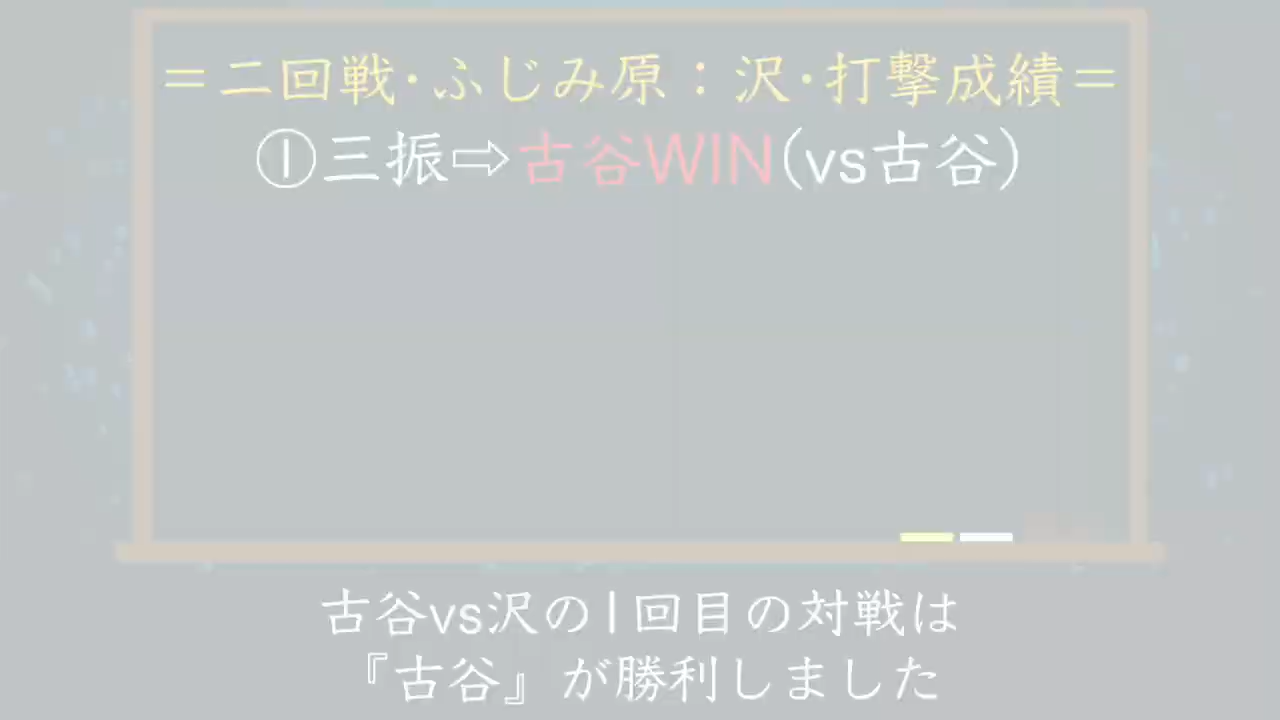 ＝二回戦・ふじみ原：沢・打撃成績＝
①三振⇨古谷WIN(vs古谷)
古谷vs沢の1回目の対戦は
『古谷』が勝利しました